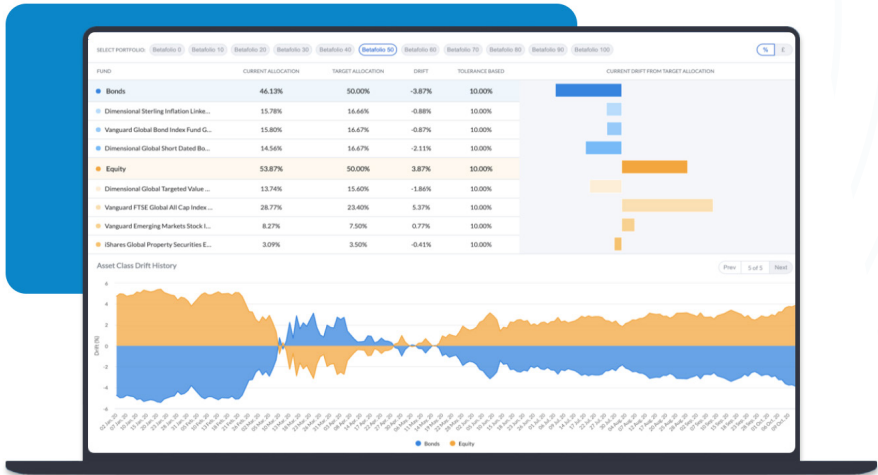 SELECT PORTFOLIO: Betafolio 0 Betafolio 10 Betafolio 20 Betafolio 30 Betafolio 40 Betafolio 50 Betafolio 60 Betafolio 70 Betafolio 80 Betafolio 90 Betafolio 100 % £
FUND CURRENT ALLOCATION TARGET ALLOCATION DRIFT TOLERANCE BASED CURRENT DRIFT FROM TARGET ALLOCATION
Bonds 46.13% 50.00% -3.87% 10.00%
Dimensional Sterling Inflation Linke... 15.78% 16.66% -0.88% 10.00%
Vanguard Global Bond Index Fund G... 15.80% 16.67% -0.87% 10.00%
Dimensional Global Short Dated Bo... 14.56% 16.67% -2.11% 10.00%
Equity 53.87% 50.00% 3.87% 10.00%
Dimensional Global Targeted Value ... 13.74% 15.60% -1.86% 10.00%
Vanguard FTSE Global All Cap Index ... 28.77% 23.40% 5.37% 10.00%
Vanguard Emerging Markets Stock I... 8.27% 7.50% 0.77% 10.00%
iShares Global Property Securities E... 3.09% 3.50% -0.41% 10.00%
Asset Class Drift History Prev 5 of 5 Next
Drift (%)
6
4
2
0
-2
-4
-6
Bonds Equity